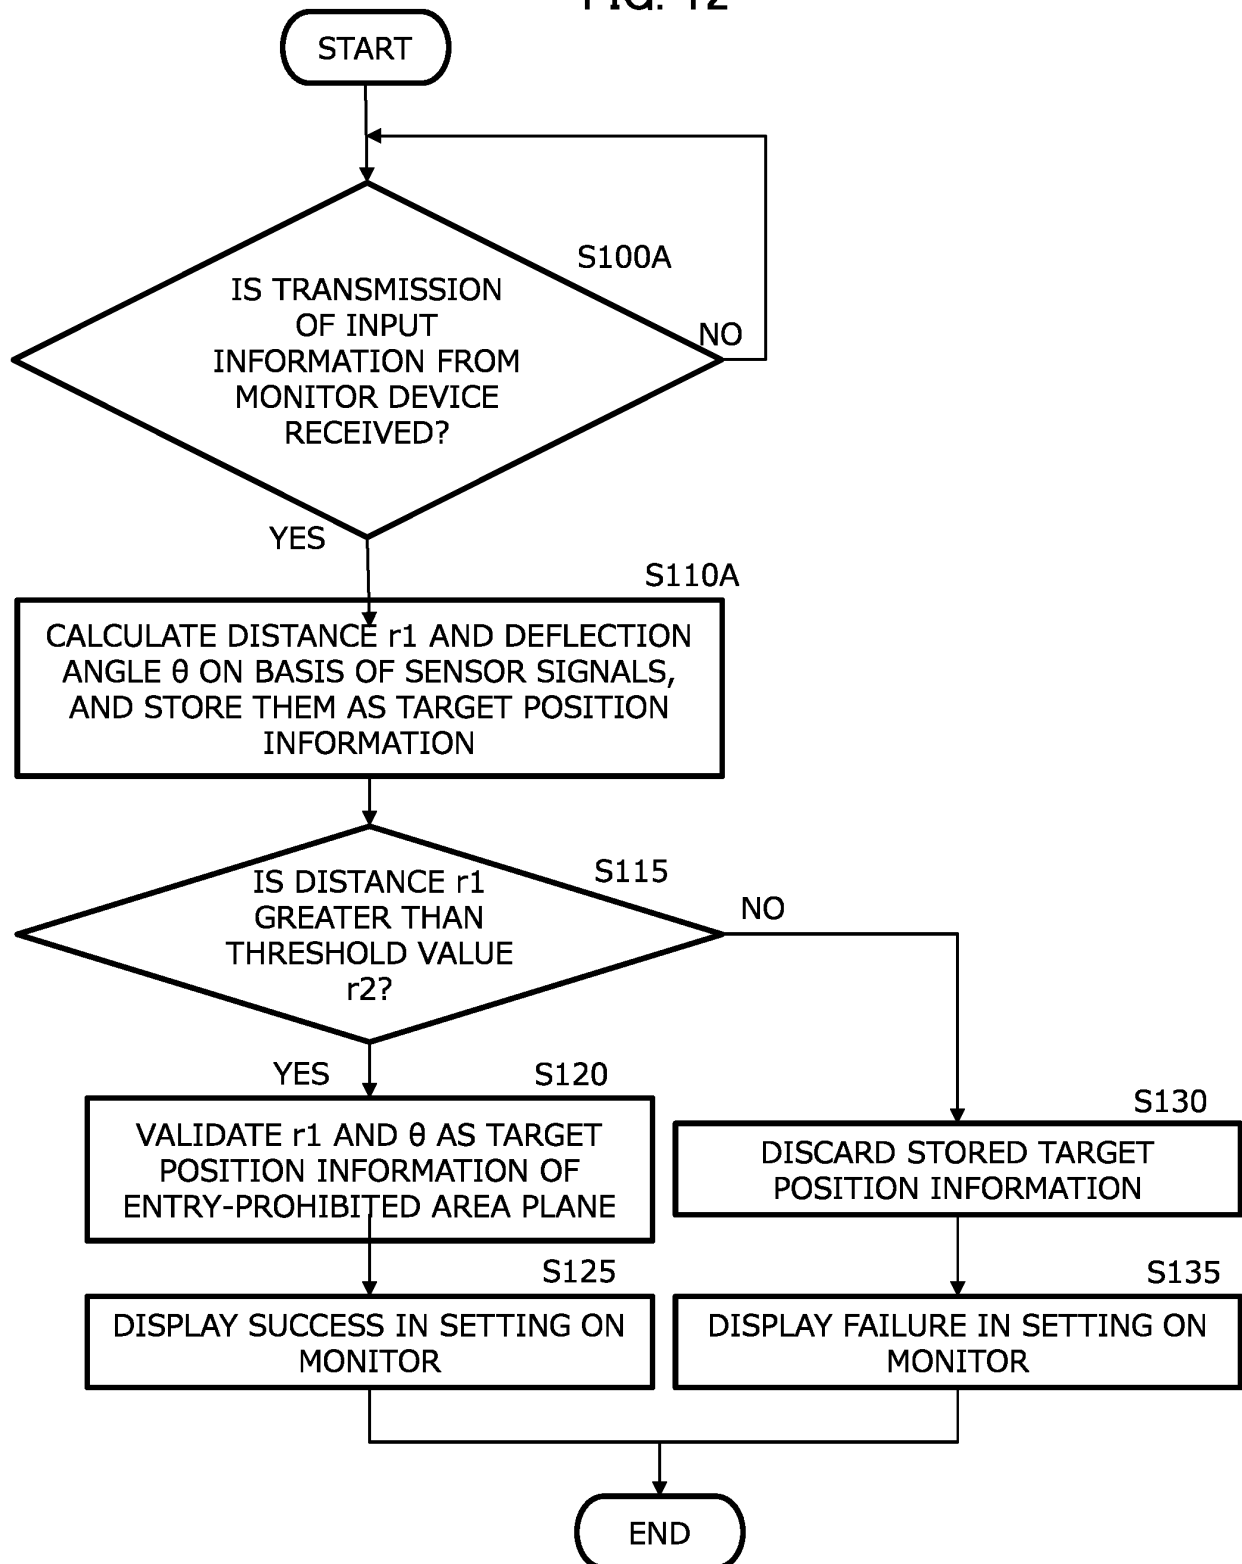 FIG. 12
START
S100A
IS TRANSMISSION
OF INPUT
INFORMATION FROM
MONITOR DEVICE
RECEIVED?
NO
YES
S110A
CALCULATE DISTANCE r1 AND DEFLECTION
ANGLE θ ON BASIS OF SENSOR SIGNALS,
AND STORE THEM AS TARGET POSITION
INFORMATION
S115
IS DISTANCE r1
GREATER THAN
THRESHOLD VALUE
r2?
NO
YES
S120
VALIDATE r1 AND θ AS TARGET
POSITION INFORMATION OF
ENTRY-PROHIBITED AREA PLANE
S130
DISCARD STORED TARGET
POSITION INFORMATION
S125
DISPLAY SUCCESS IN SETTING ON
MONITOR
S135
DISPLAY FAILURE IN SETTING ON
MONITOR
END